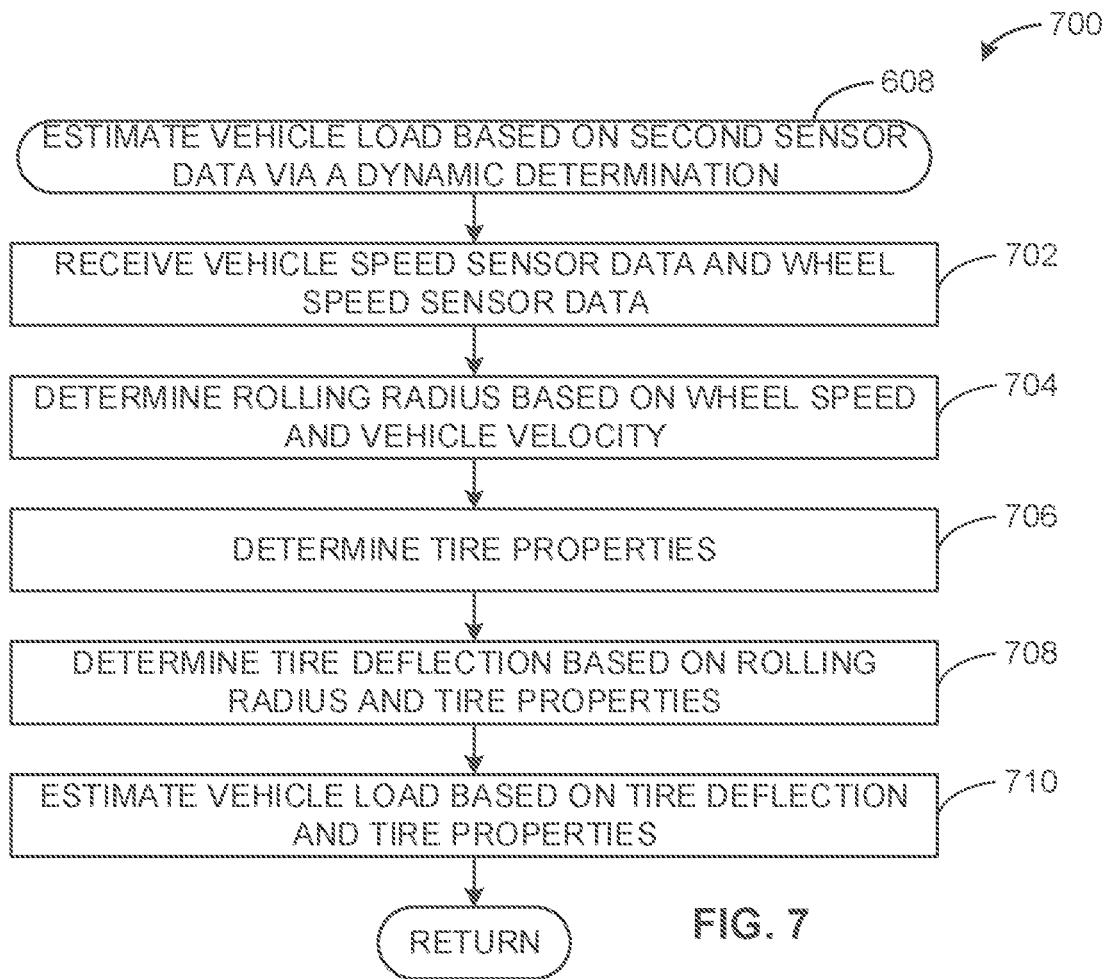 700
608
ESTIMATE VEHICLE LOAD BASED ON SECOND SENSOR
DATA VIA A DYNAMIC DETERMINATION
RECEIVE VEHICLE SPEED SENSOR DATA AND WHEEL
SPEED SENSOR DATA
702
DETERMINE ROLLING RADIUS BASED ON WHEEL SPEED
AND VEHICLE VELOCITY
704
DETERMINE TIRE PROPERTIES
706
DETERMINE TIRE DEFLECTION BASED ON ROLLING
RADIUS AND TIRE PROPERTIES
708
ESTIMATE VEHICLE LOAD BASED ON TIRE DEFLECTION
AND TIRE PROPERTIES
710
RETURN
FIG. 7